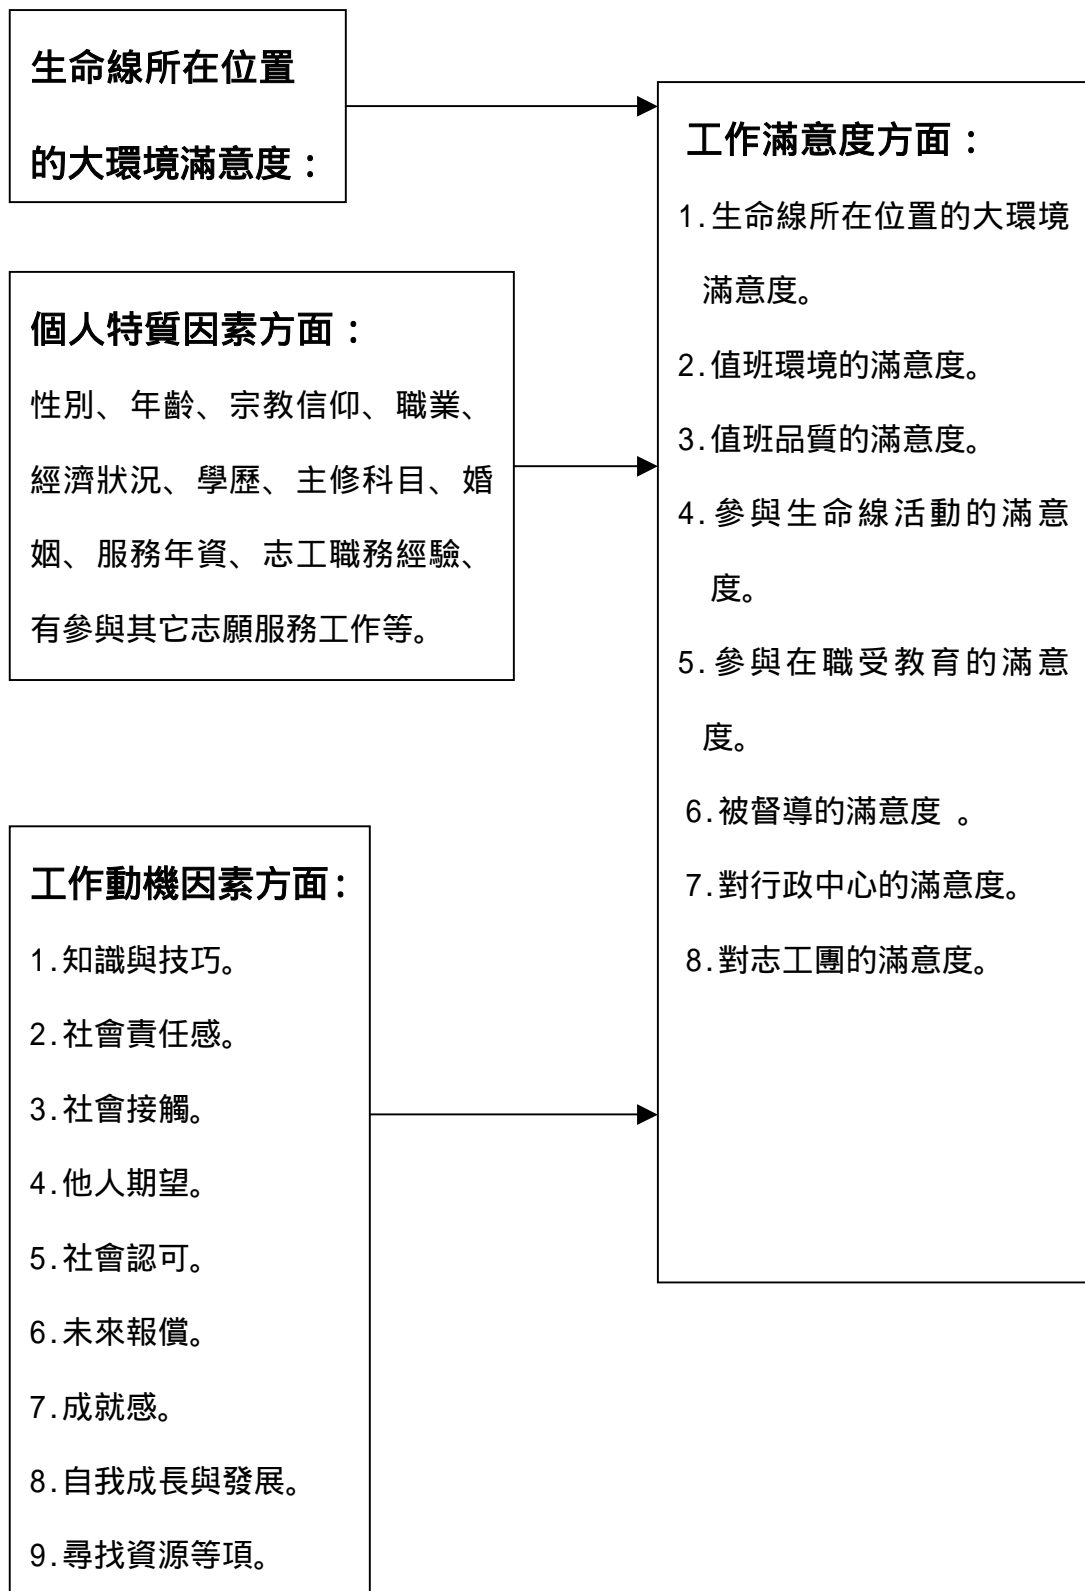 生命線所在位置
的大環境滿意度：
個人特質因素方面：
性別、年齡、宗教信仰、職業、
經濟狀況、學歷、主修科目、婚
姻、服務年資、志工職務經驗、
有參與其它志願服務工作等。
工作動機因素方面：
1.知識與技巧。
2.社會責任感。
3.社會接觸。
4.他人期望。
5.社會認可。
6.未來報償。
7.成就感。
8.自我成長與發展。
9.尋找資源等項。
工作滿意度方面：
1.生命線所在位置的大環境
滿意度。
2.值班環境的滿意度。
3.值班品質的滿意度。
4.參與生命線活動的滿意
度。
5.參與在職受教育的滿意
度。
6.被督導的滿意度 。
7.對行政中心的滿意度。
8.對志工團的滿意度。